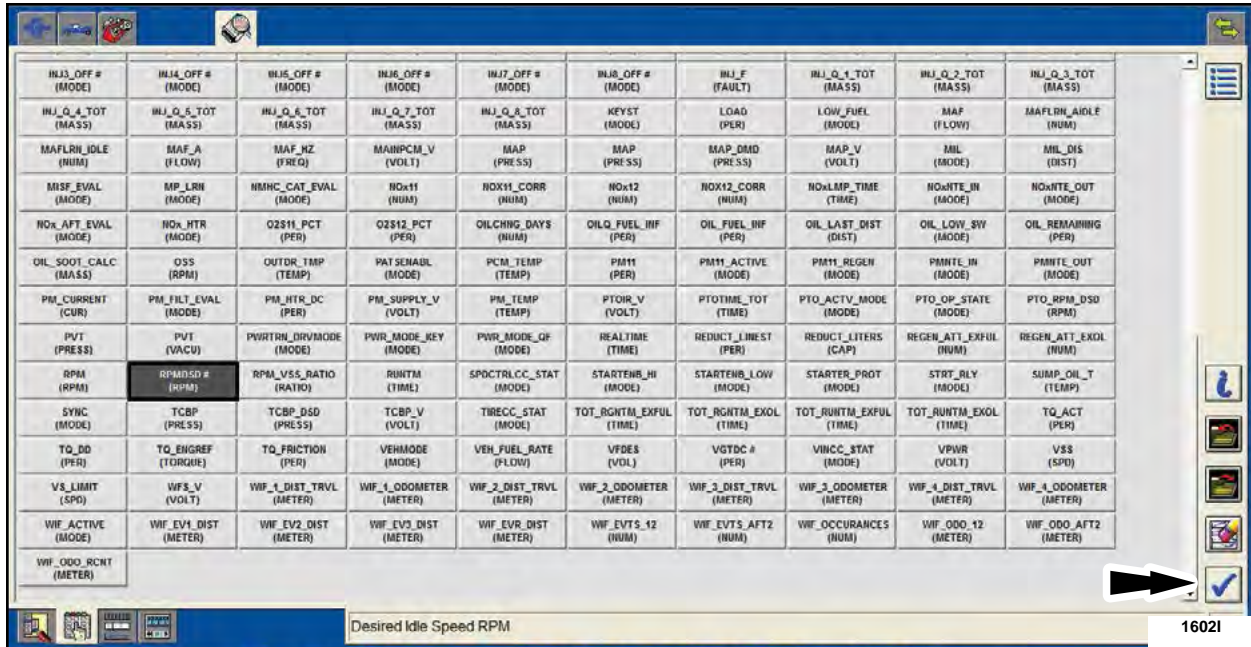 INJ3_OFF # INJ4_OFF # INJ5_OFF # INJ6_OFF # INJ7_OFF # INJ8_OFF # INJ_F INJ_Q_1_TOT INJ_Q_2_TOT INJ_Q_3_TOT
(MODE) (MODE) (MODE) (MODE) (MODE) (MODE) (FAULT) (MASS) (MASS) (MASS)
INJ_Q_4_TOT INJ_Q_5_TOT INJ_Q_6_TOT INJ_Q_7_TOT INJ_Q_8_TOT KEYST LOAD LOW_FUEL MAF MAFLRN_AIDLE
(MASS) (MASS) (MASS) (MASS) (MASS) (MODE) (PER) (MODE) (FLOW) (NUM)
MAFLRN_IDLE MAF_A MAF_HZ MAINPCM_V MAP MAP MAP_DMD MAP_V MIL MIL_DIS
(NUM) (FLOW) (FREQ) (VOLT) (PRESS) (PRESS) (PRESS) (VOLT) (MODE) (DIST)
MISF_EVAL MP_LRN NMHC_CAT_EVAL NOx11 NOX11_CORR NOx12 NOX12_CORR NOxLMP_TIME NOxNTE_IN NOxNTE_OUT
(MODE) (MODE) (MODE) (NUM) (NUM) (NUM) (NUM) (TIME) (MODE) (MODE)
NOx_AFT_EVAL NOx_HTR O2S11_PCT O2S12_PCT OILCHNG_DAYS OILQ_FUEL_INF OIL_FUEL_INF OIL_LAST_DIST OIL_LOW_SW OIL_REMAINING
(MODE) (MODE) (PER) (PER) (NUM) (PER) (PER) (DIST) (MODE) (PER)
OIL_SOOT_CALC OSS OUTDR_TMP PATSENABL PCM_TEMP PM11 PM11_ACTIVE PM11_REGEN PMNTE_IN PMNTE_OUT
(MASS) (RPM) (TEMP) (MODE) (TEMP) (PER) (MODE) (MODE) (MODE) (MODE)
PM_CURRENT PM_FILT_EVAL PM_HTR_DC PM_SUPPLY_V PM_TEMP PTOIR_V PTOTIME_TOT PTO_ACTV_MODE PTO_OP_STATE PTO_RPM_DSD
(CUR) (MODE) (PER) (VOLT) (TEMP) (VOLT) (TIME) (MODE) (MODE) (RPM)
PVT PVT PWRTRN_DRVMODE PWR_MODE_KEY PWR_MODE_QF REALTIME REDUCT_LINEST REDUCT_LITERS REGEN_ATT_EXFUL REGEN_ATT_EXOL
(PRESS) (VACU) (MODE) (MODE) (MODE) (TIME) (PER) (CAP) (NUM) (NUM)
RPM RPMDSD # RPM_VSS_RATIO RUNTM SPDCTRLCC_STAT STARTENB_HI STARTENB_LOW STARTER_PROT STRT_RLY SUMP_OIL_T
(RPM) (RPM) (RATIO) (TIME) (MODE) (MODE) (MODE) (MODE) (MODE) (TEMP)
SYNC TCBP TCBP_DSD TCBP_V TIRECC_STAT TOT_RGNTM_EXFUL TOT_RGNTM_EXOL TOT_RUNTM_EXFUL TOT_RUNTM_EXOL TQ_ACT
(MODE) (PRESS) (PRESS) (VOLT) (MODE) (TIME) (TIME) (TIME) (TIME) (PER)
TQ_DD TQ_ENGREF TQ_FRICTION VEHMODE VEH_FUEL_RATE VFDES VGTDC # VINCC_STAT VPWR VSS
(PER) (TORQUE) (PER) (MODE) (FLOW) (VOL) (PER) (MODE) (VOLT) (SPD)
VS_LIMIT WFS_V WIF_1_DIST_TRVL WIF_1_ODOMETER WIF_2_DIST_TRVL WIF_2_ODOMETER WIF_3_DIST_TRVL WIF_3_ODOMETER WIF_4_DIST_TRVL WIF_4_ODOMETER
(SPD) (VOLT) (METER) (METER) (METER) (METER) (METER) (METER) (METER) (METER)
WIF_ACTIVE WIF_EV1_DIST WIF_EV2_DIST WIF_EV3_DIST WIF_EVR_DIST WIF_EVTS_12 WIF_EVTS_AFT2 WIF_OCCURANCES WIF_ODO_12 WIF_ODO_AFT2
(MODE) (METER) (METER) (METER) (METER) (NUM) (NUM) (NUM) (METER) (METER)
WIF_ODO_RCNT
(METER)
Desired Idle Speed RPM
1602I